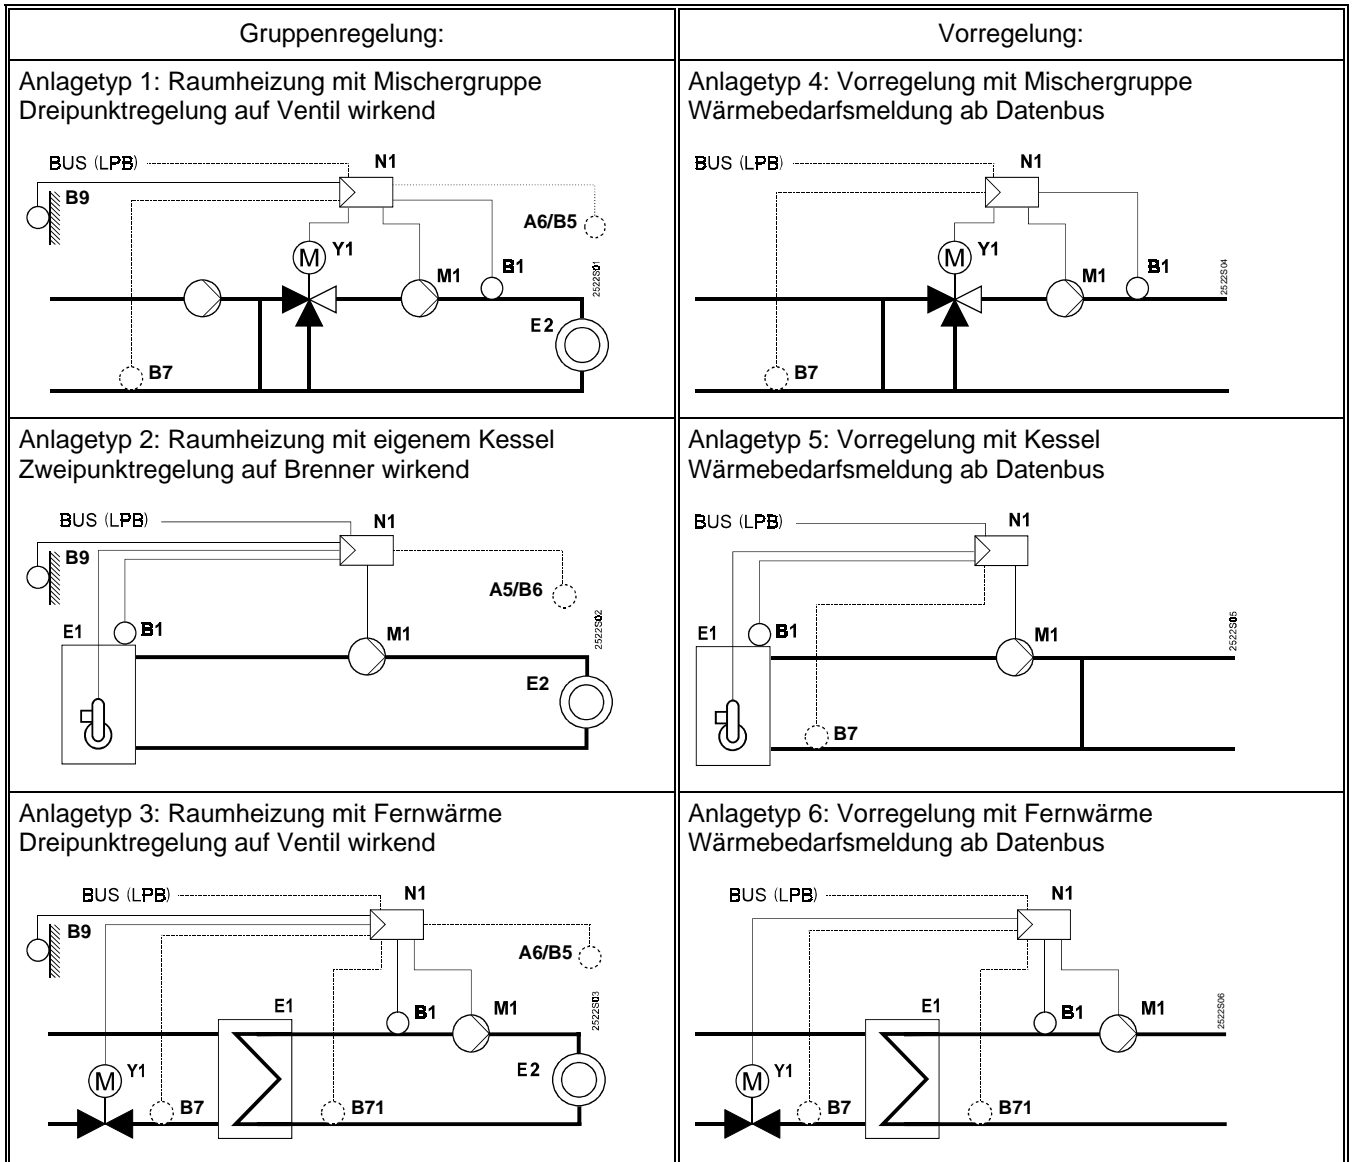 Gruppenregelung:
Vorregelung:
Anlagetyp 1: Raumheizung mit Mischergruppe
Dreipunktregelung auf Ventil wirkend
BUS (LPB)
N1
B9
A6/B5
Y1
M
M1
B1
2522S01
E2
B7
Anlagetyp 4: Vorregelung mit Mischergruppe
Wärmebedarfsmeldung ab Datenbus
BUS (LPB)
N1
Y1
M
M1
B1
2522S04
B7
Anlagetyp 2: Raumheizung mit eigenem Kessel
Zweipunktregelung auf Brenner wirkend
BUS (LPB)
N1
B9
A5/B6
E1
B1
M1
2522S02
E2
Anlagetyp 5: Vorregelung mit Kessel
Wärmebedarfsmeldung ab Datenbus
BUS (LPB)
N1
E1
B1
M1
2522S05
B7
Anlagetyp 3: Raumheizung mit Fernwärme
Dreipunktregelung auf Ventil wirkend
BUS (LPB)
N1
B9
A6/B5
E1
B1
M1
2522S03
M
Y1
E2
B7
B71
Anlagetyp 6: Vorregelung mit Fernwärme
Wärmebedarfsmeldung ab Datenbus
BUS (LPB)
N1
E1
B1
M1
2522S06
M
Y1
B7
B71